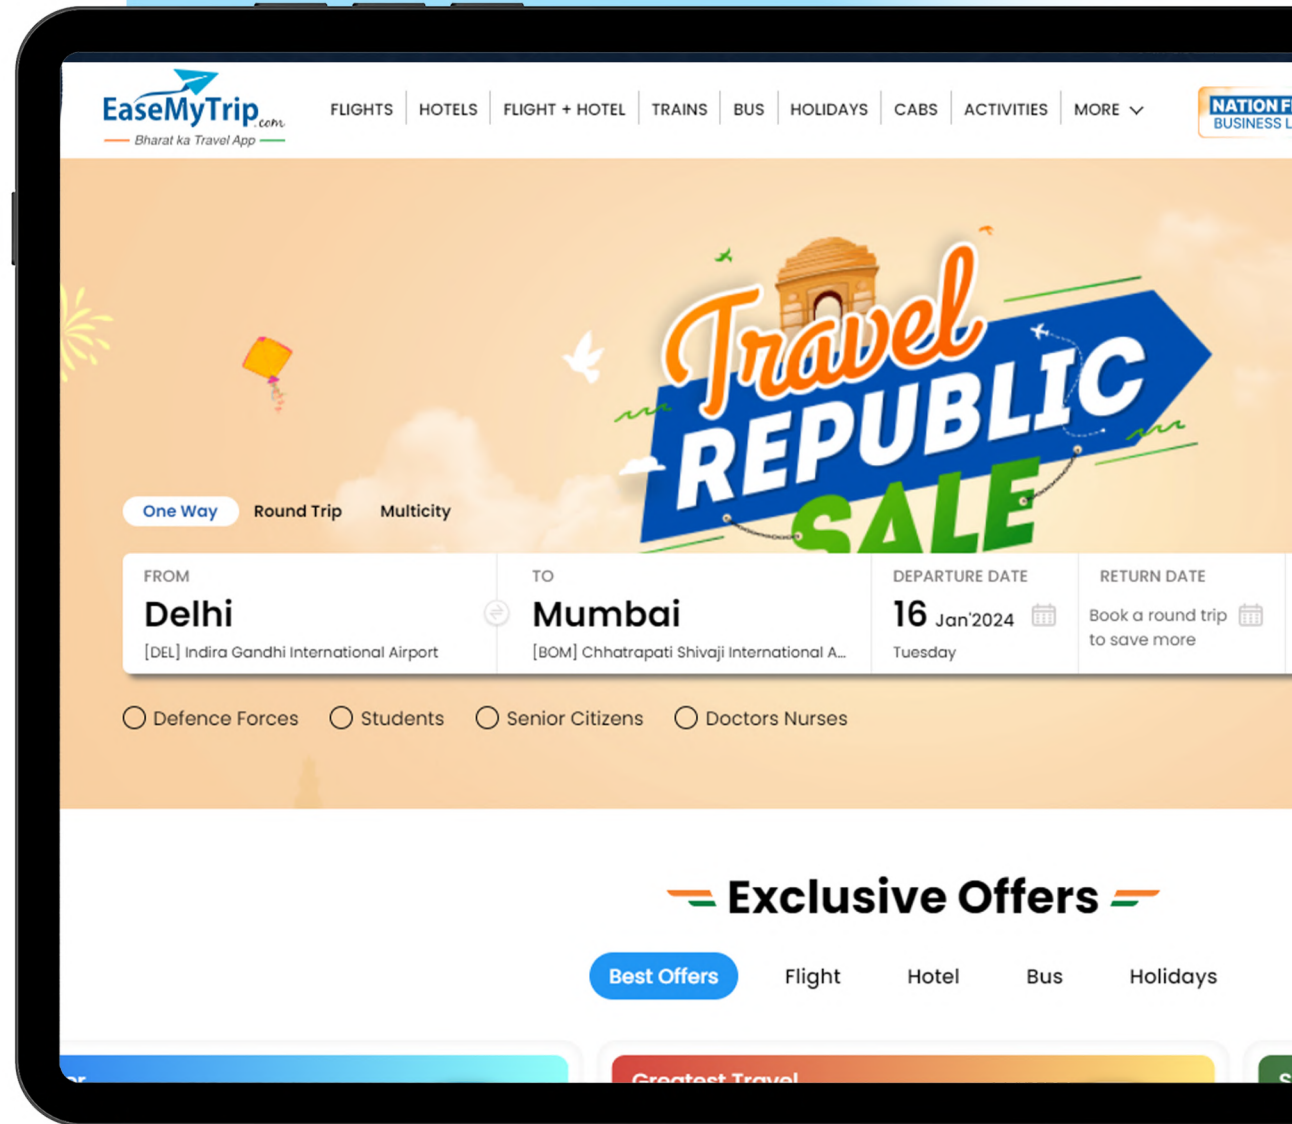 EaseMyTrip.com
Bharat ka Travel App
FLIGHTS HOTELS FLIGHT + HOTEL TRAINS BUS HOLIDAYS CABS ACTIVITIES MORE
NATION
BUSINESS
Travel
REPUBLIC
SALE
One Way Round Trip Multicity
FROM TO DEPARTURE DATE RETURN DATE
Delhi Mumbai 16 Jan'2024 Book a round trip
to save more
[DEL] Indira Gandhi International Airport [BOM] Chhatrapati Shivaji International A... Tuesday
Defence Forces Students Senior Citizens Doctors Nurses
Exclusive Offers
Best Offers Flight Hotel Bus Holidays
Greatest Travel